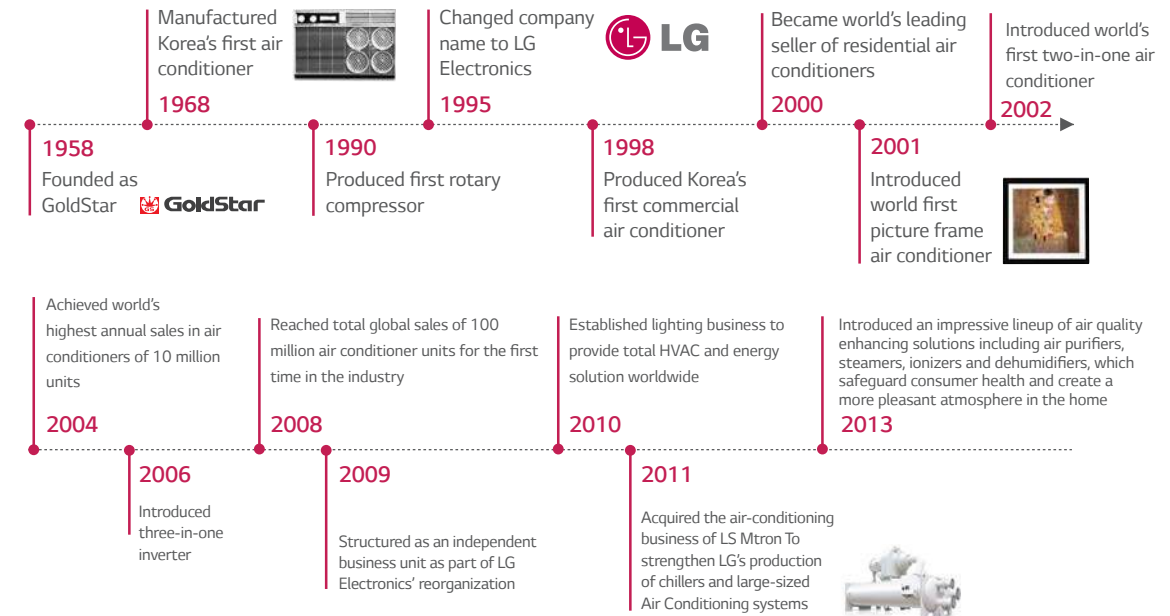 Manufactured
Korea's first air
conditioner
1968
Changed company
name to LG
Electronics
1995
LG
Became world's leading
seller of residential air
conditioners
2000
Introduced world's
first two-in-one air
conditioner
2002
1958
Founded as
GoldStar
GoldStar
1990
Produced first rotary
compressor
1998
Produced Korea's
first commercial
air conditioner
2001
Introduced
world first
picture frame
air conditioner
Achieved world's
highest annual sales in air
conditioners of 10 million
units
2004
Reached total global sales of 100
million air conditioner units for the first
time in the industry
2008
Established lighting business to
provide total HVAC and energy
solution worldwide
2010
Introduced an impressive lineup of air quality
enhancing solutions including air purifiers,
steamers, ionizers and dehumidifiers, which
safeguard consumer health and create a
more pleasant atmosphere in the home
2013
2006
Introduced
three-in-one
inverter
2009
Structured as an independent
business unit as part of LG
Electronics' reorganization
2011
Acquired the air-conditioning
business of LS Mtron To
strengthen LG's production
of chillers and large-sized
Air Conditioning systems